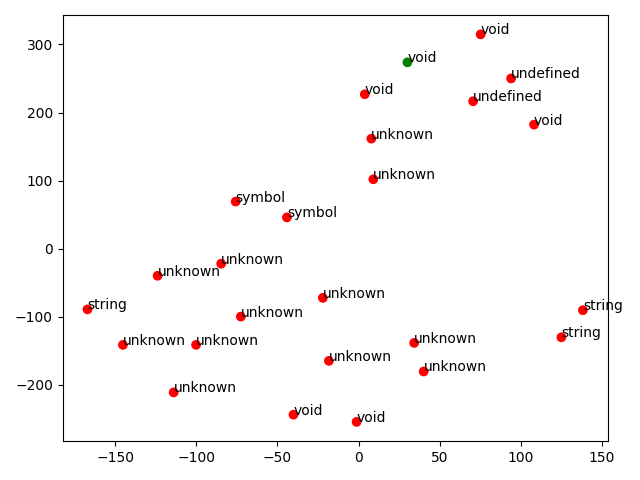 300
200
100
0
−100
−200
void
void
undefined
void
undefined
void
unknown
unknown
symbol
symbol
unknown
unknown
unknown
string
string
unknown
string
unknown
unknown
unknown
unknown
unknown
unknown
void
void
−150
−100
−50
0
50
100
150